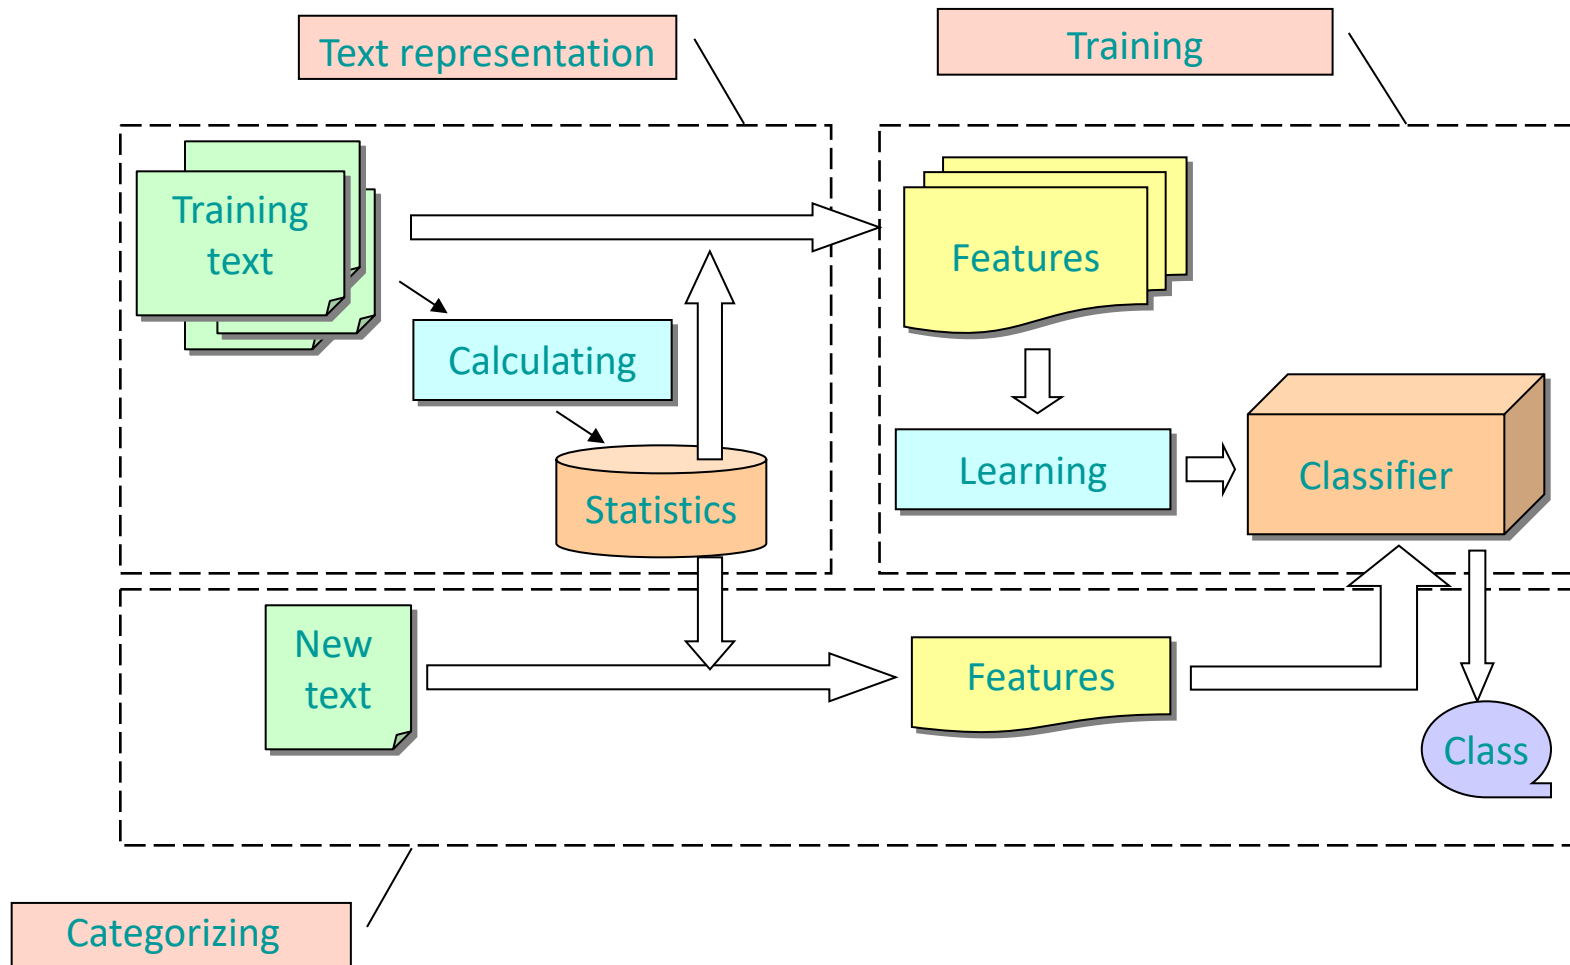 Text representation
Training
Training
text
Features
Calculating
Learning
Classifier
Statistics
New
text
Features
Class
Categorizing